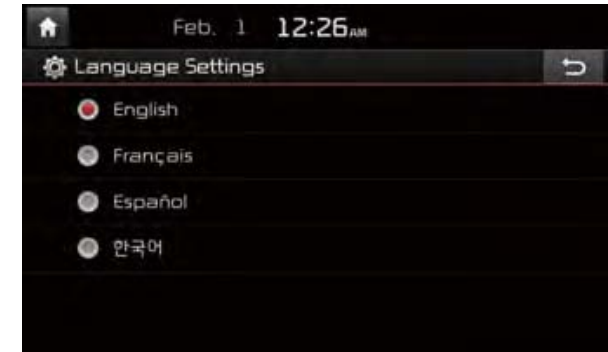 Feb. 1 12:26AM
Language Settings
English
Français
Español
한국어